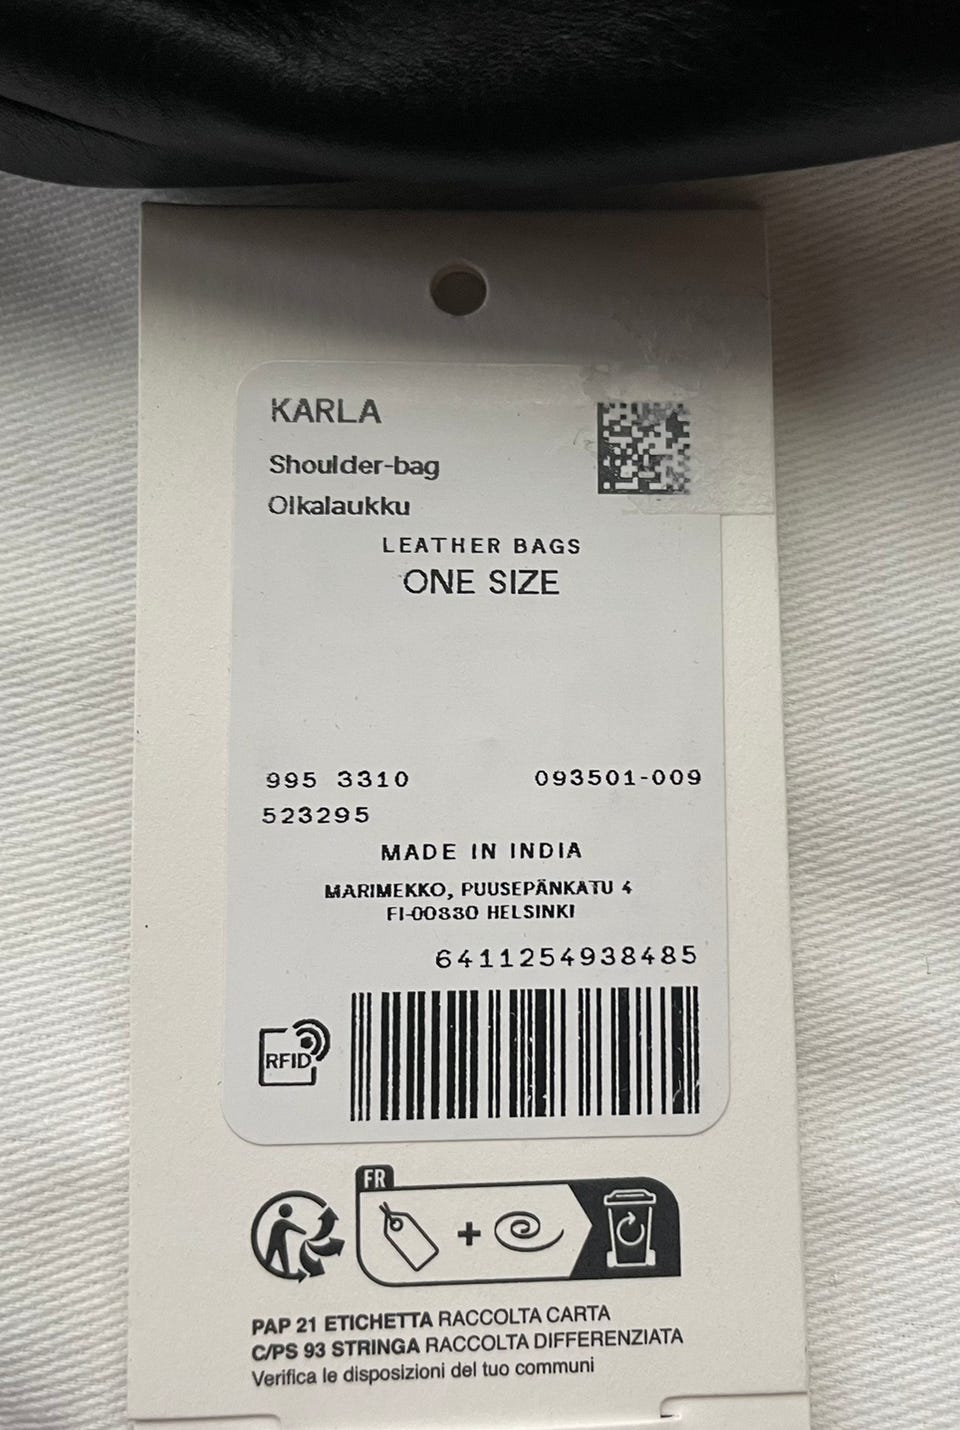 KARLA
Shoulder-bag
Olkalaukku
LEATHER BAGS
ONE SIZE
995 3310 093501-009
523295
MADE IN INDIA
MARIMEKKO, PUUSEPÄNKATU 4
FI-00880 HELSINKI
6411254938485
RFID
FR
PAP 21 ETICHETTA RACCOLTA CARTA
C/PS 93 STRINGA RACCOLTA DIFFERENZIATA
Verifica le disposizioni del tuo communi